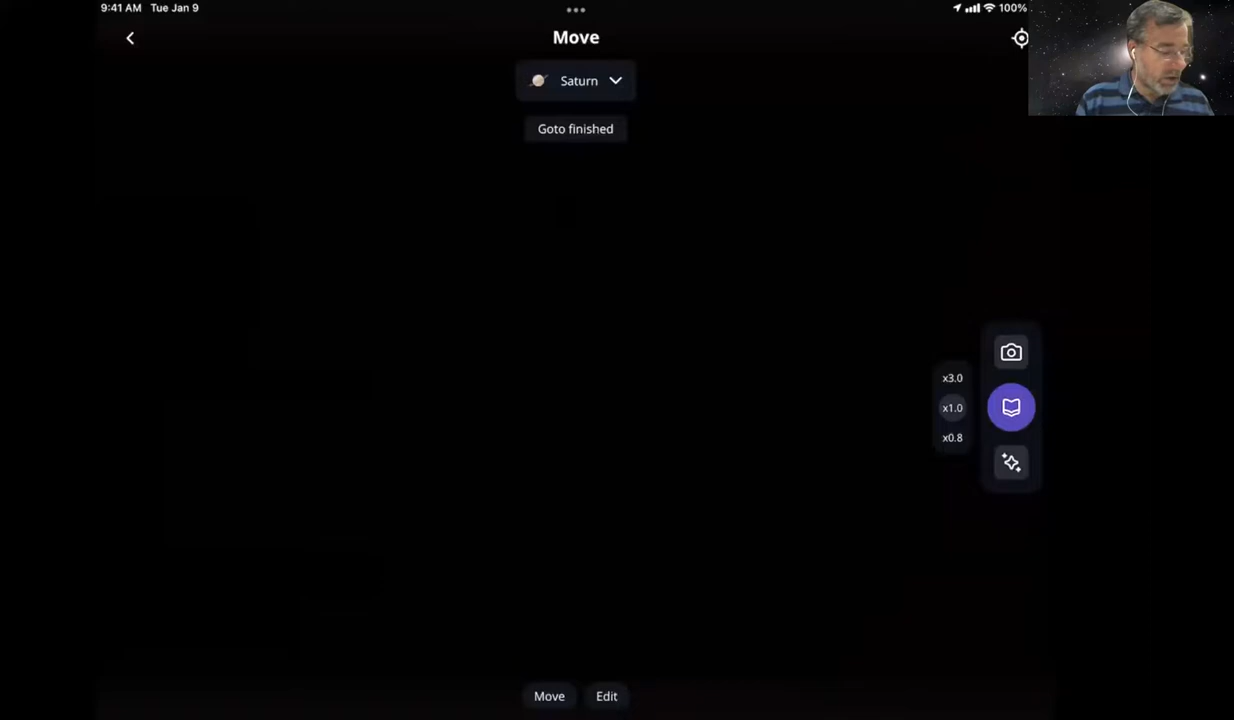 9:41 AM Tue Jan 9
100%
Move
Saturn
Goto finished
x3.0
x1.0
x0.8
Move Edit